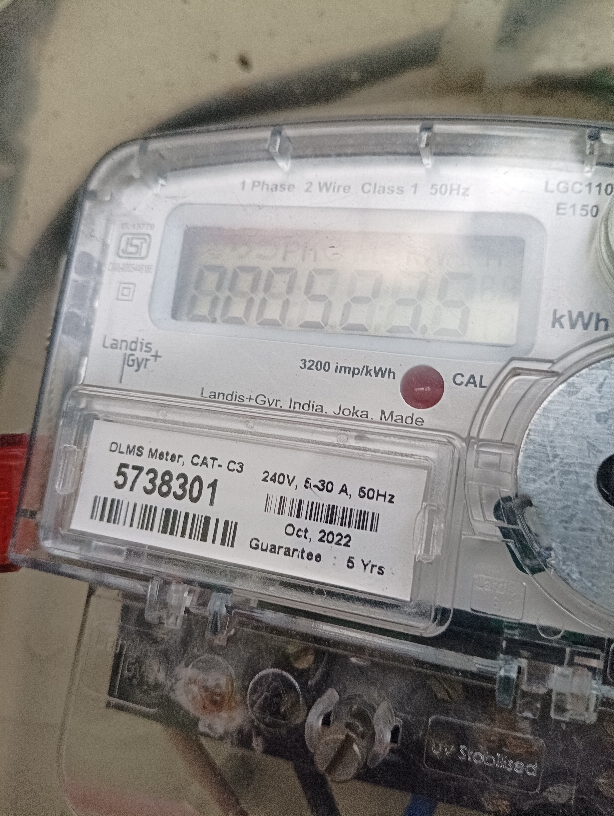 1 Phase 2 Wire Class 1 50Hz
LGC110
E150
kWh
Landis
Gyr+
3200 imp/kWh
CAL
Landis+Gyr, India, Joka, Made
DLMS Meter, CAT- C3
5738301
240V, 5-30 A, 50Hz
Oct, 2022
Guarantee : 5 Yrs
UV Stabilised